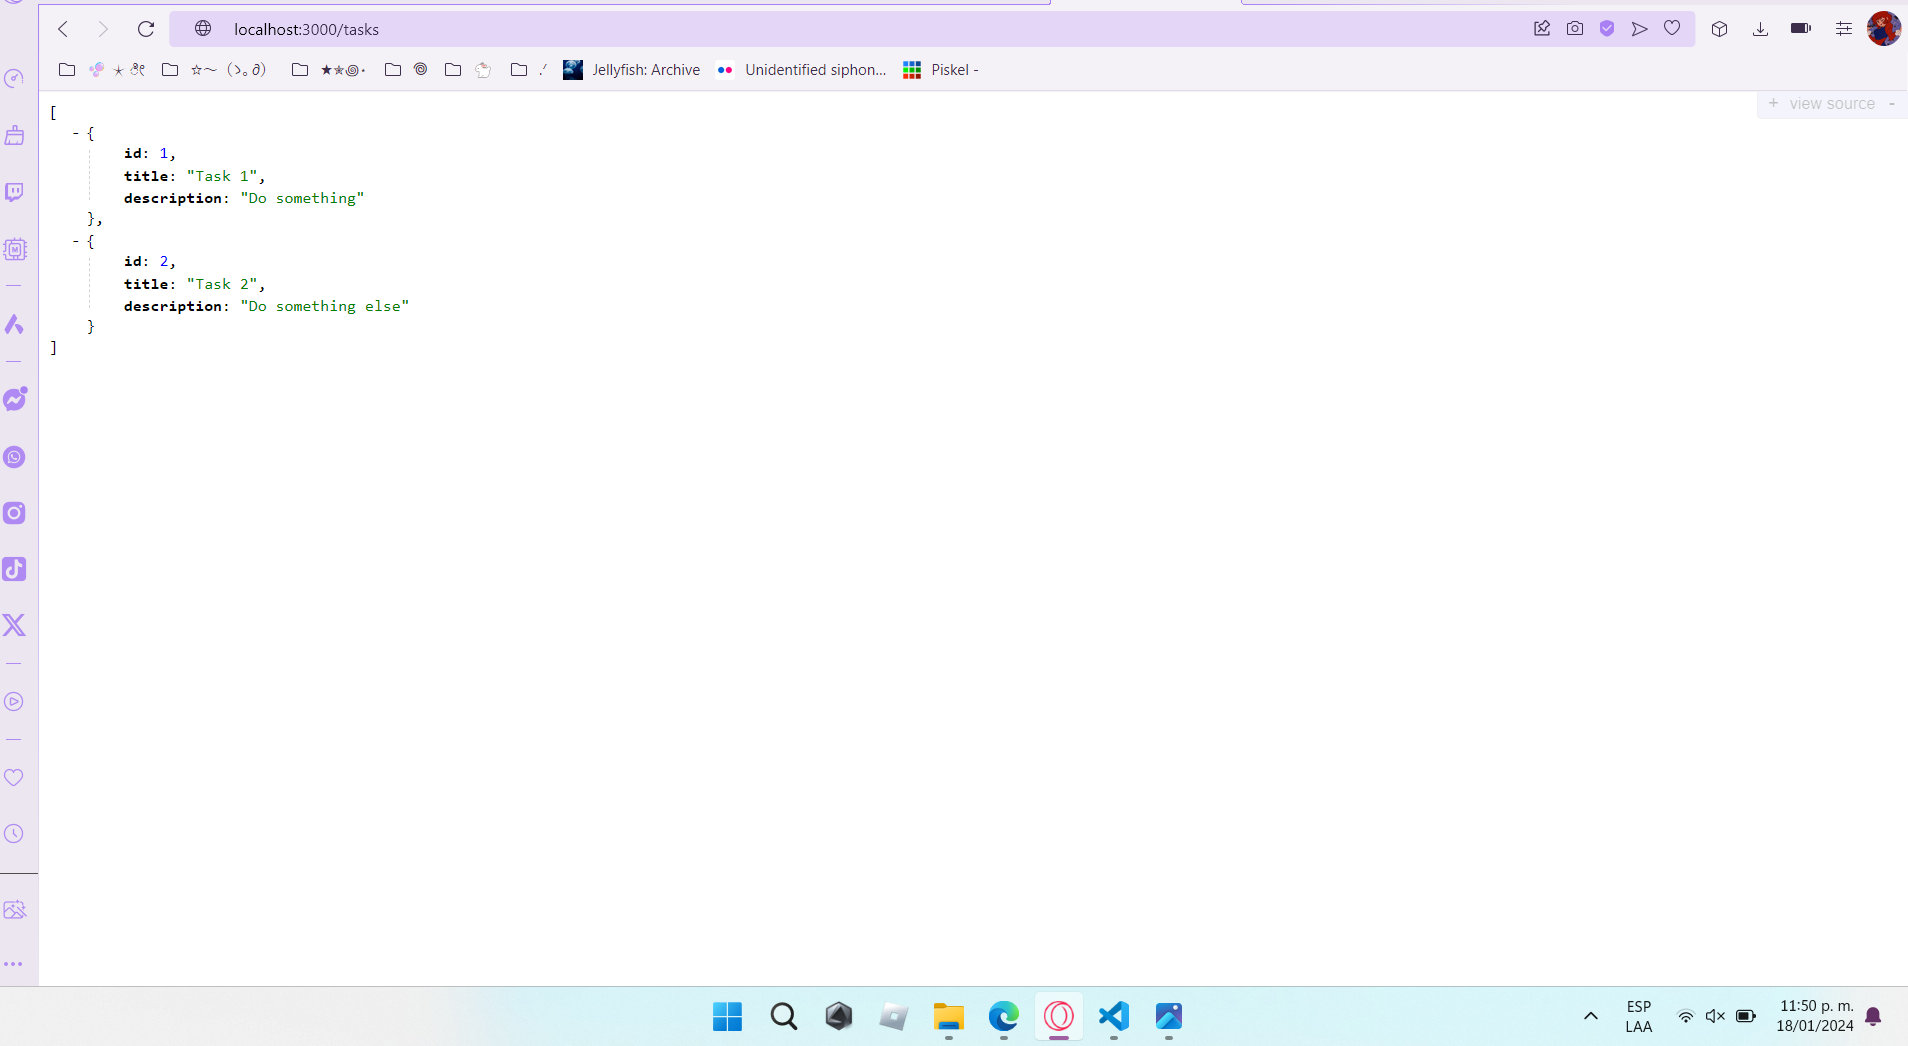 localhost:3000/tasks
Jellyfish: Archive
Unidentified siphon...
Piskel -
+ view source -
[
- {
id: 1,
title: "Task 1",
description: "Do something"
},
- {
id: 2,
title: "Task 2",
description: "Do something else"
}
]
ESP
LAA
11:50 p. m.
18/01/2024